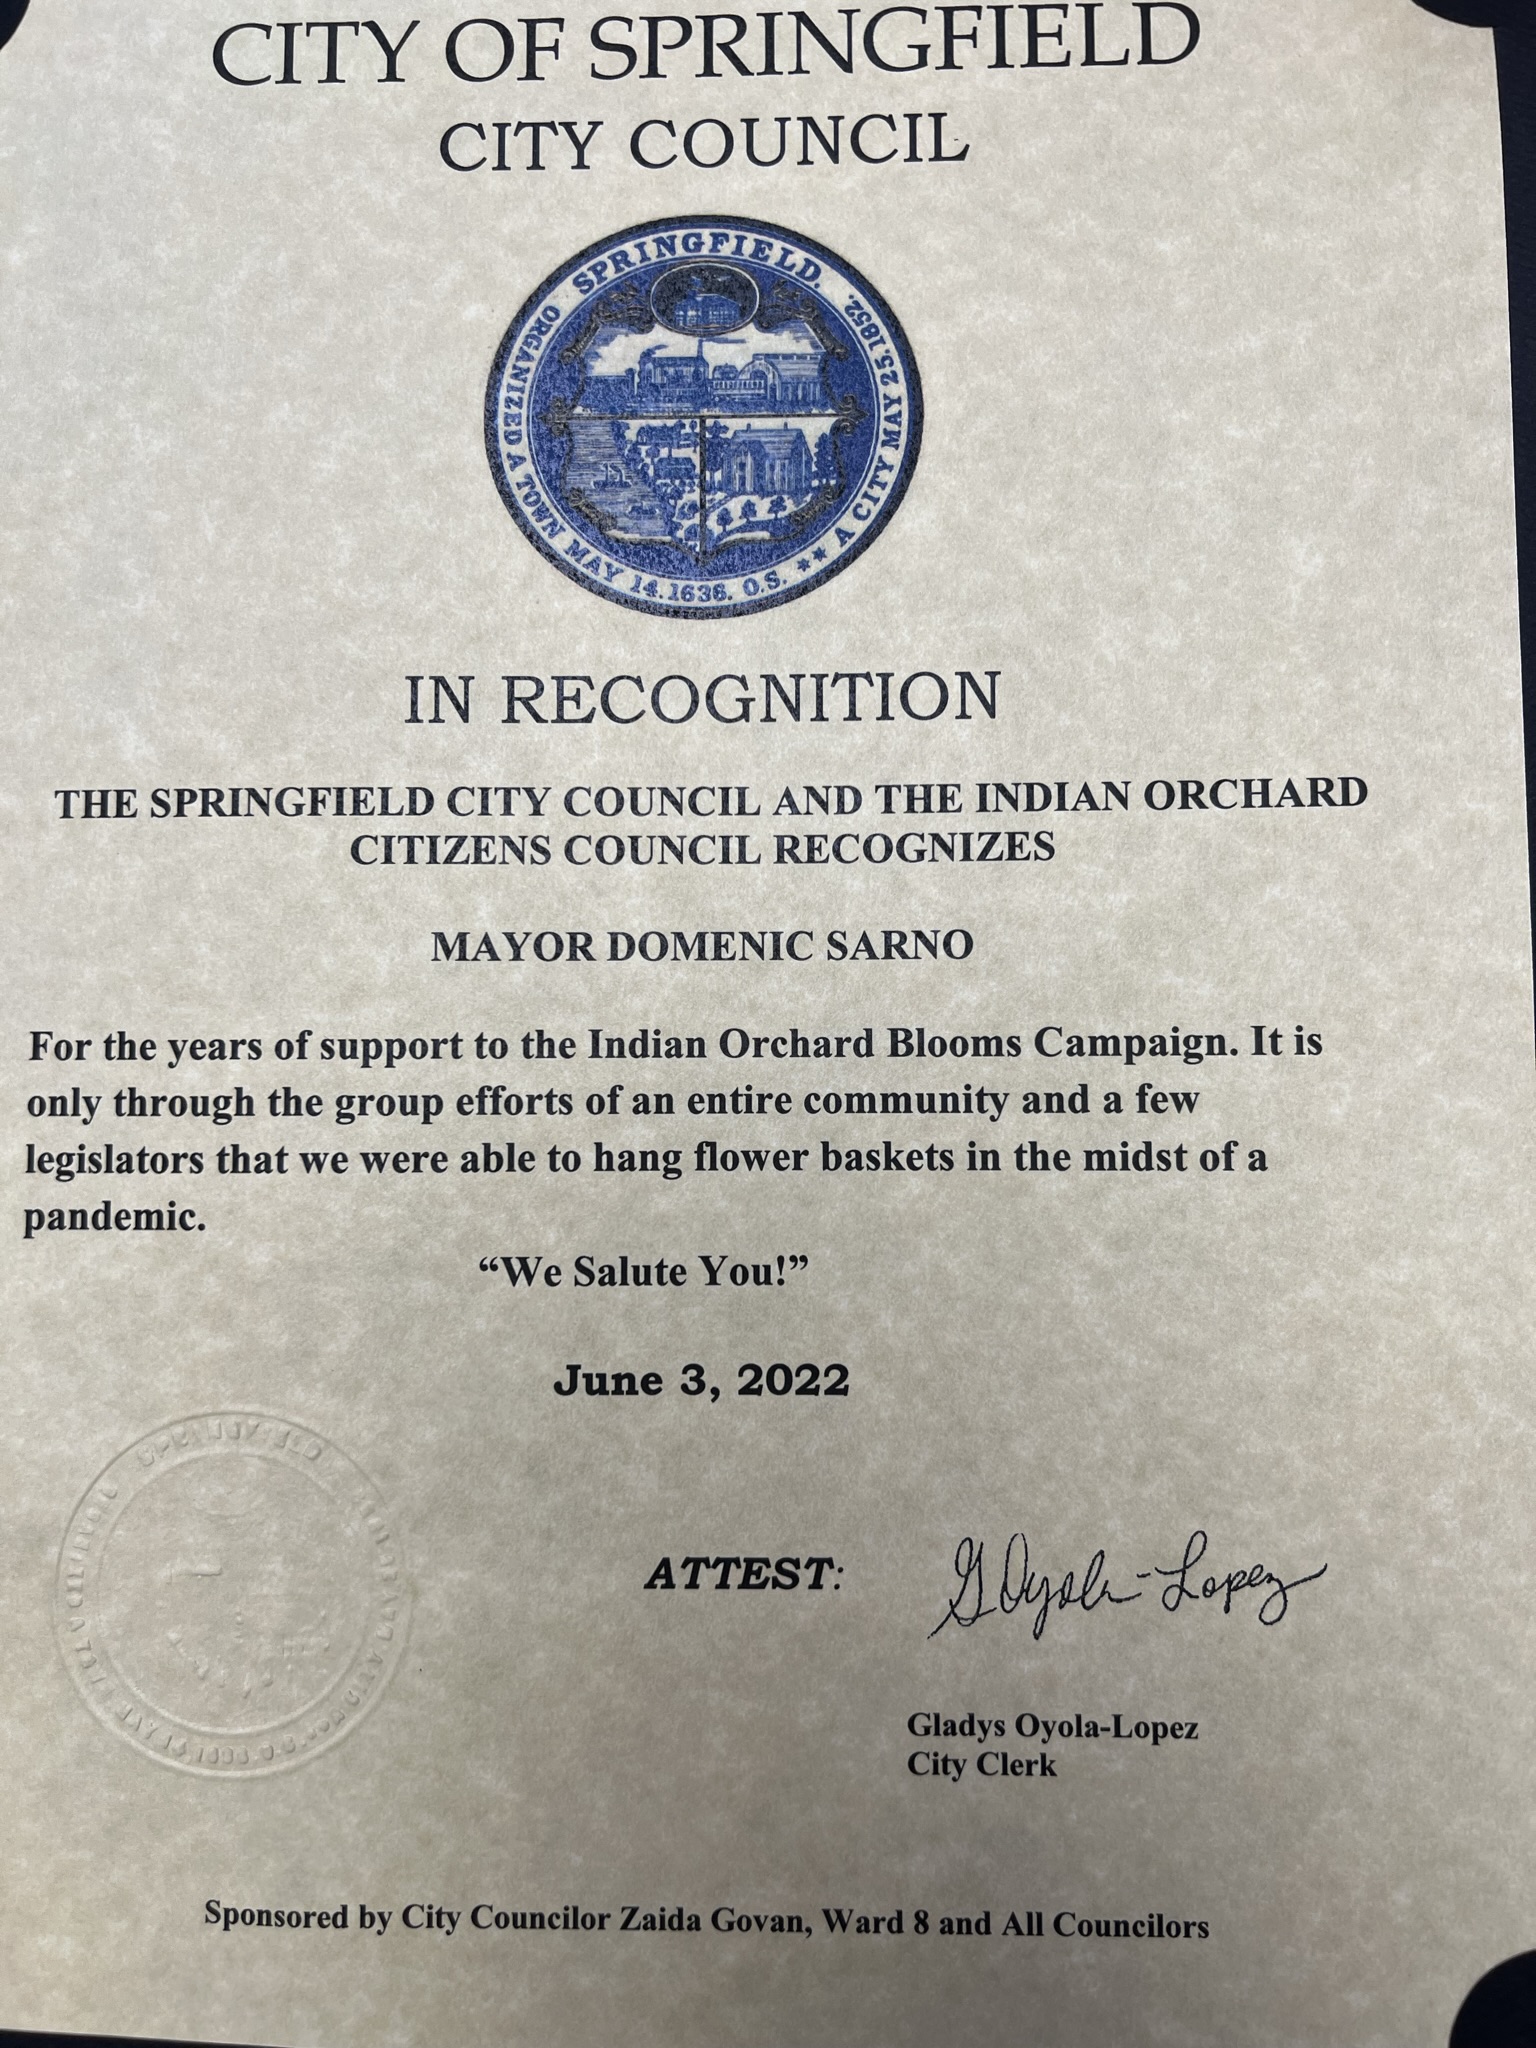 CITY OF SPRINGFIELD
CITY COUNCIL
SPRINGFIELD.
ORGANIZED A TOWN MAY 14.1636. O.S. ** A CITY MAY 25.1852.
IN RECOGNITION
THE SPRINGFIELD CITY COUNCIL AND THE INDIAN ORCHARD
CITIZENS COUNCIL RECOGNIZES
MAYOR DOMENIC SARNO
For the years of support to the Indian Orchard Blooms Campaign. It is
only through the group efforts of an entire community and a few
legislators that we were able to hang flower baskets in the midst of a
pandemic.
“We Salute You!”
June 3, 2022
ATTEST: G Oyola-Lopez
Gladys Oyola-Lopez
City Clerk
Sponsored by City Councilor Zaida Govan, Ward 8 and All Councilors